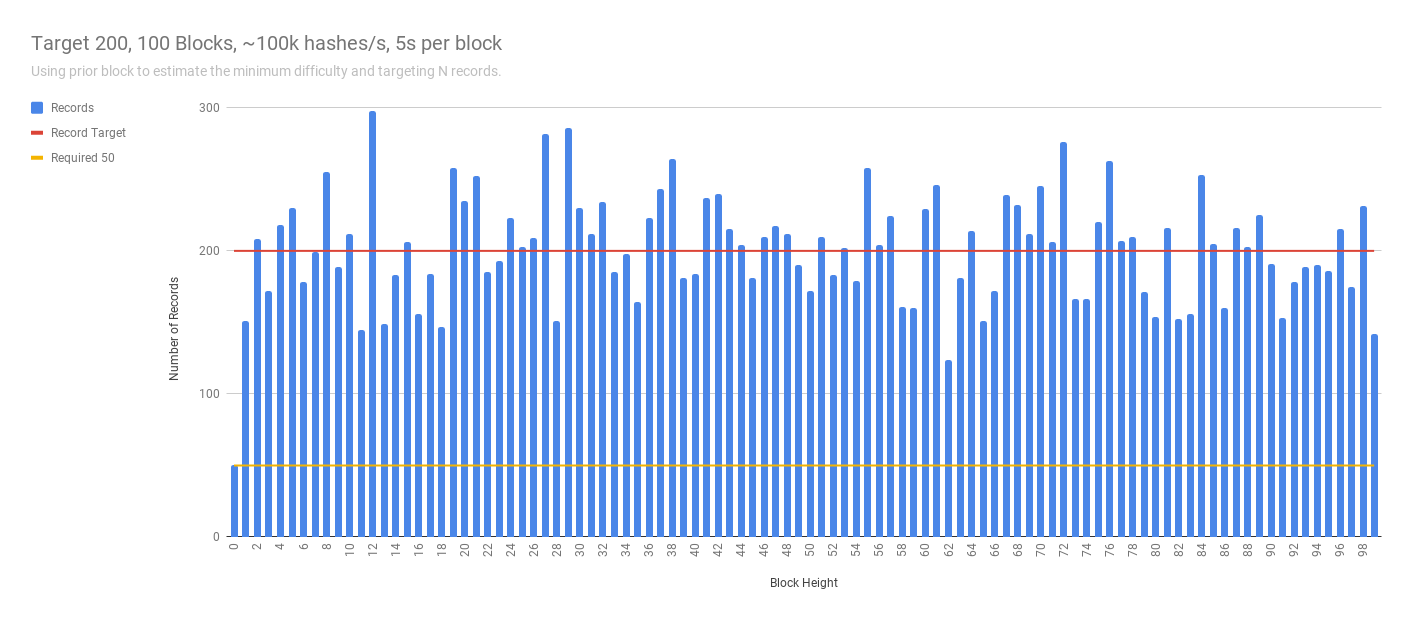 Target 200, 100 Blocks, ~100k hashes/s, 5s per block
Using prior block to estimate the minimum difficulty and targeting N records.
Records
Record Target
Required 50
300
200
100
0
Number of Records
0 2 4 6 8 10 12 14 16 18 20 22 24 26 28 30 32 34 36 38 40 42 44 46 48 50 52 54 56 58 60 62 64 66 68 70 72 74 76 78 80 82 84 86 88 90 92 94 96 98
Block Height